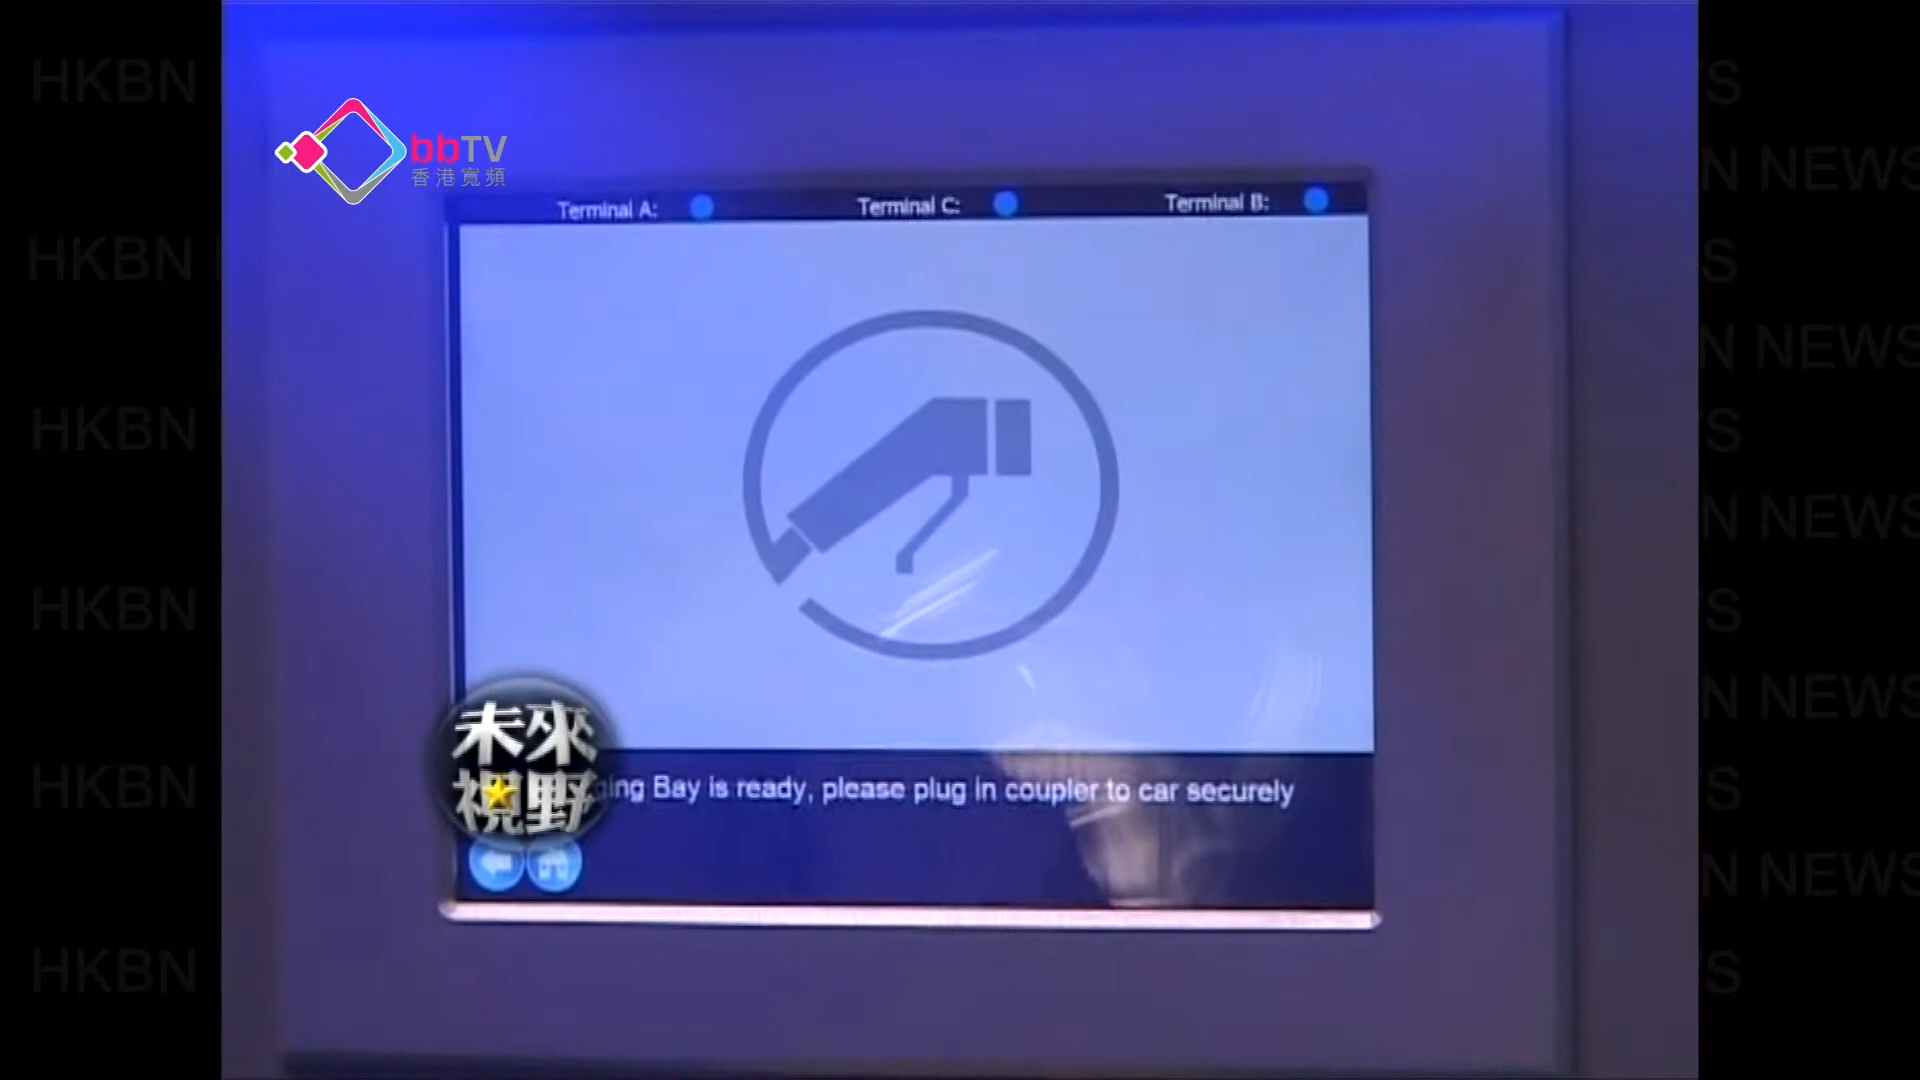 bbTV
香港寬頻
Terminal A:
Terminal C:
Terminal B:
未來
視野
ging Bay is ready, please plug in coupler to car securely
HKBN
NEWS
HKBN
NEWS
HKBN
NEWS
HKBN
NEWS
HKBN
NEWS
HKBN